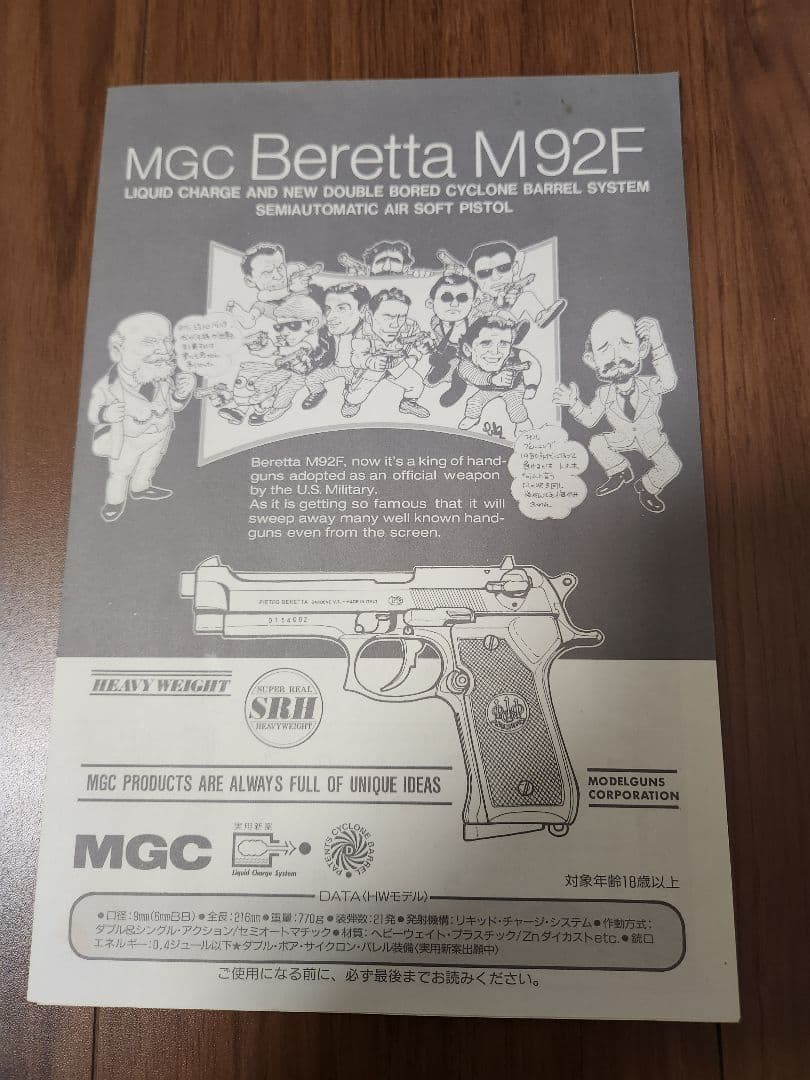 MGC Beretta M92F
LIQUID CHARGE AND NEW DOUBLE BORED CYCLONE BARREL SYSTEM
SEMIAUTOMATIC AIR SOFT PISTOL
Beretta M92F, now it's a king of hand-
guns adopted as an official weapon
by the U.S. Military.
As it is getting so famous that it will
sweep away many well known hand-
guns even from the screen.
PIETRO BERETTA GARDONE V.T. - MADE IN ITALY
HEAVY WEIGHT
SUPER REAL
SRH
HEAVYWEIGHT
MGC PRODUCTS ARE ALWAYS FULL OF UNIQUE IDEAS
MODELGUNS
CORPORATION
MGC
実用新案
Liquid Charge System
PATENTS CYCLONE BARREL
対象年齢18歳以上
DATA〈HWモデル〉
●口径:9mm(6mmBB)●全長:216mm●重量:770g●装弾数:21発●発射機構:リキッド・チャージ・システム●作動方式:
ダブル&シングル・アクション/セミオートマチック●材質:ヘビーウェイト・プラスチック/Znダイカストetc.●銃口
エネルギー:0.4ジュール以下★ダブル・ボア・サイクロン・バレル装備〈実用新案出願中〉
ご使用になる前に、必ず最後までお読みください。